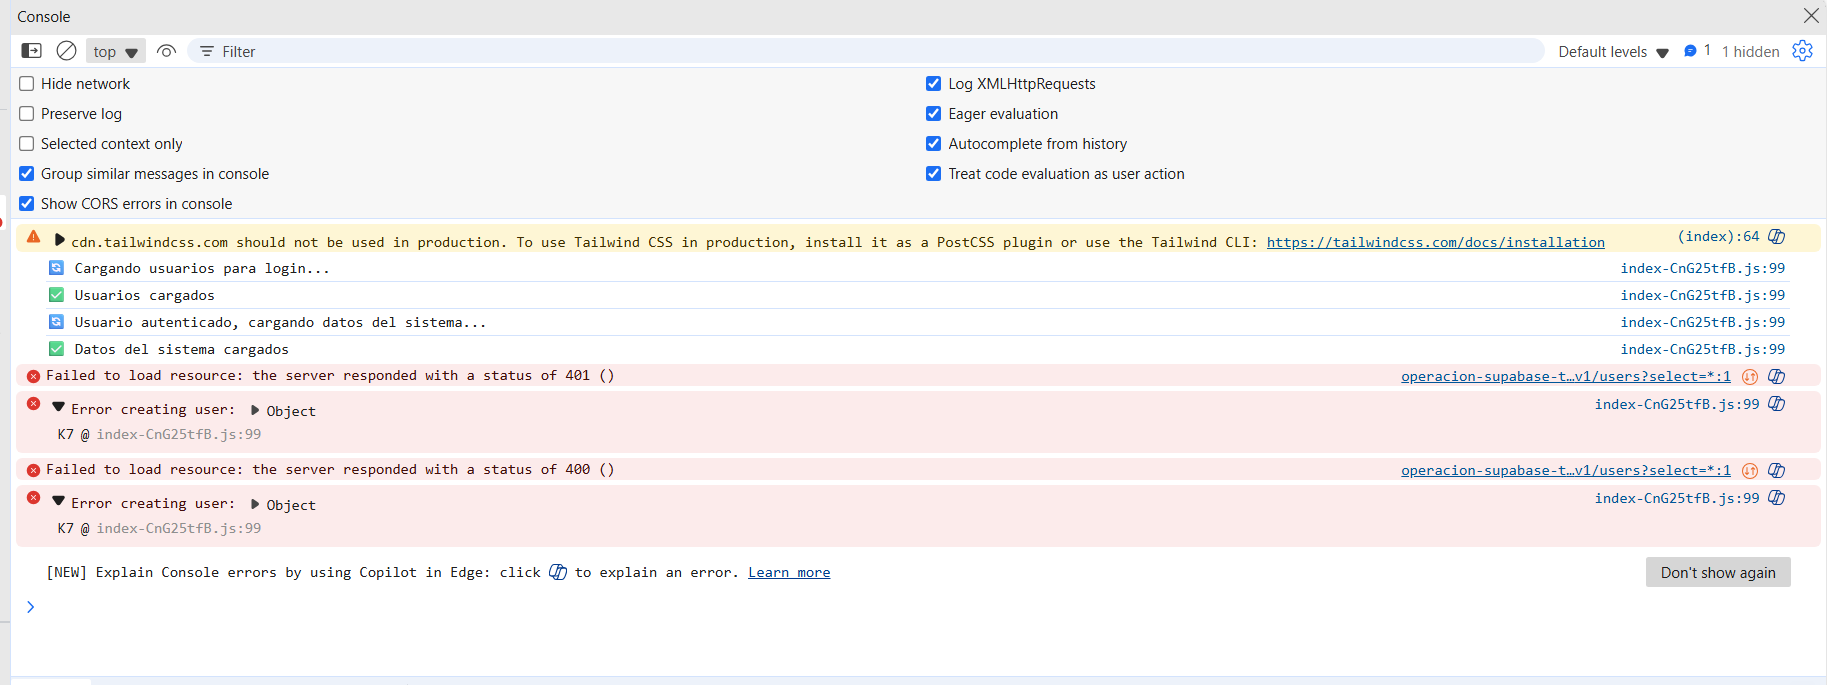 Console
top
Filter
Default levels
1
1 hidden
Hide network
Log XMLHttpRequests
Preserve log
Eager evaluation
Selected context only
Autocomplete from history
Group similar messages in console
Treat code evaluation as user action
Show CORS errors in console
cdn.tailwindcss.com should not be used in production. To use Tailwind CSS in production, install it as a PostCSS plugin or use the Tailwind CLI: https://tailwindcss.com/docs/installation (index):64
Cargando usuarios para login... index-CnG25tfB.js:99
Usuarios cargados index-CnG25tfB.js:99
Usuario autenticado, cargando datos del sistema... index-CnG25tfB.js:99
Datos del sistema cargados index-CnG25tfB.js:99
Failed to load resource: the server responded with a status of 401 () operacion-supabase-t…v1/users?select=*:1
Error creating user: Object index-CnG25tfB.js:99
K7 @ index-CnG25tfB.js:99
Failed to load resource: the server responded with a status of 400 () operacion-supabase-t…v1/users?select=*:1
Error creating user: Object index-CnG25tfB.js:99
K7 @ index-CnG25tfB.js:99
[NEW] Explain Console errors by using Copilot in Edge: click to explain an error. Learn more
Don't show again